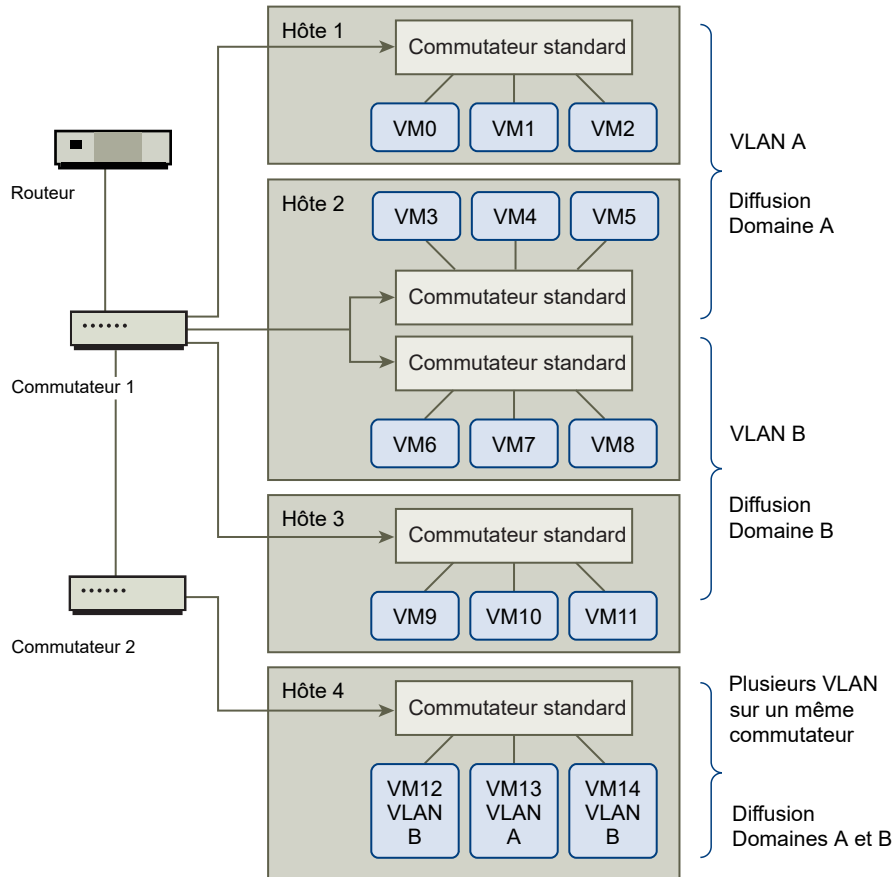 Hôte 1
Commutateur standard
VM0
VM1
VM2
Routeur
VLAN A
Diffusion
Domaine A
Hôte 2
VM3
VM4
VM5
Commutateur standard
Commutateur standard
VM6
VM7
VM8
Commutateur 1
VLAN B
Diffusion
Domaine B
Hôte 3
Commutateur standard
VM9
VM10
VM11
Commutateur 2
Hôte 4
Commutateur standard
VM12
VLAN
B
VM13
VLAN
A
VM14
VLAN
B
Plusieurs VLAN
sur un même
commutateur
Diffusion
Domaines A et B